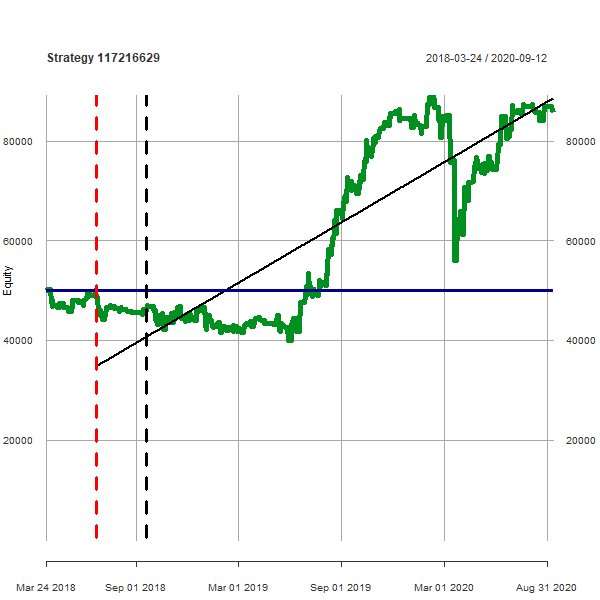 Strategy 117216629
2018-03-24 / 2020-09-12
80000 80000
60000 60000
Equity
40000 40000
20000 20000
Mar 24 2018 Sep 01 2018 Mar 01 2019 Sep 01 2019 Mar 01 2020 Aug 31 2020